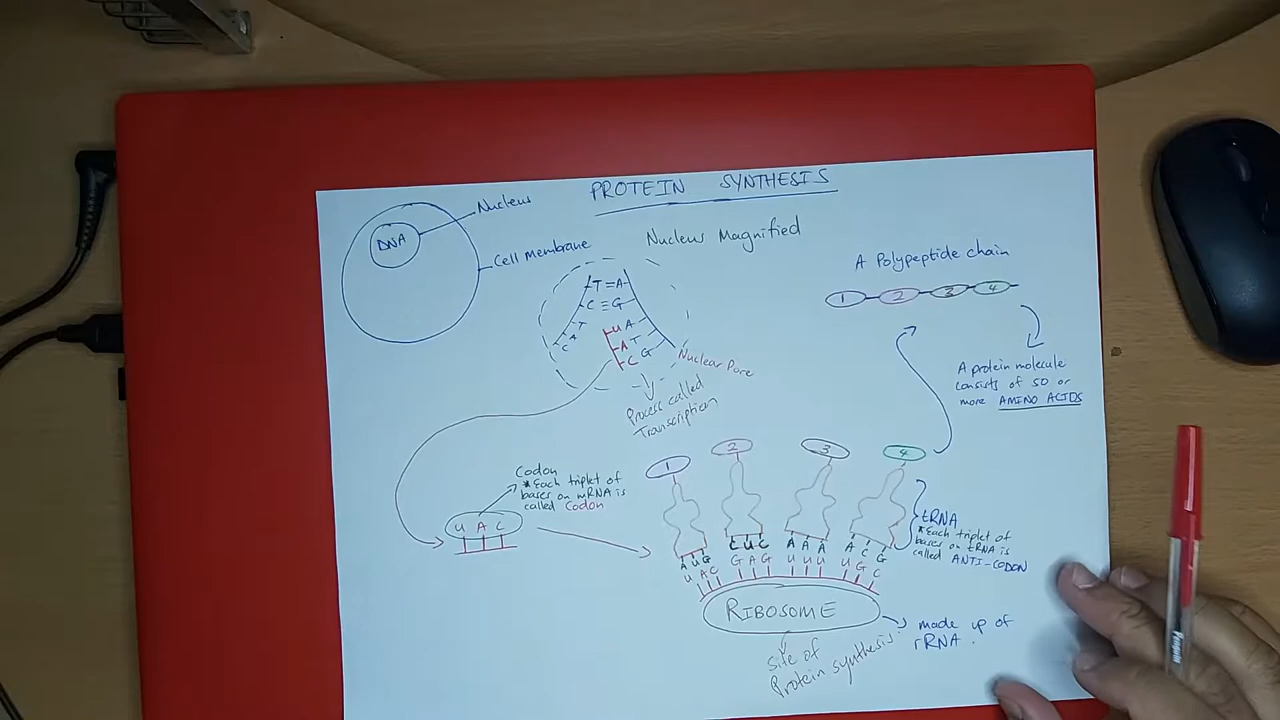 PROTEIN SYNTHESIS
Nucleus
DNA
Cell Membrane
Nucleus Magnified
T = A
C ≡ G
T
U A
C A
A T
C G
Nuclear Pore
Process called
Transcription
A Polypeptide chain
1 2 3 4
A protein molecule
consists of 50 or
more AMINO ACIDS
Codon
* Each triplet of
bases on mRNA is
called Codon
U A C
1 2 3 4
tRNA
* Each triplet of
bases on tRNA is
called ANTI-CODON
A U G C U C A A A A C G
U A C G A G U U U U G C
RIBOSOME
made up of
rRNA.
site of
Protein synthesis